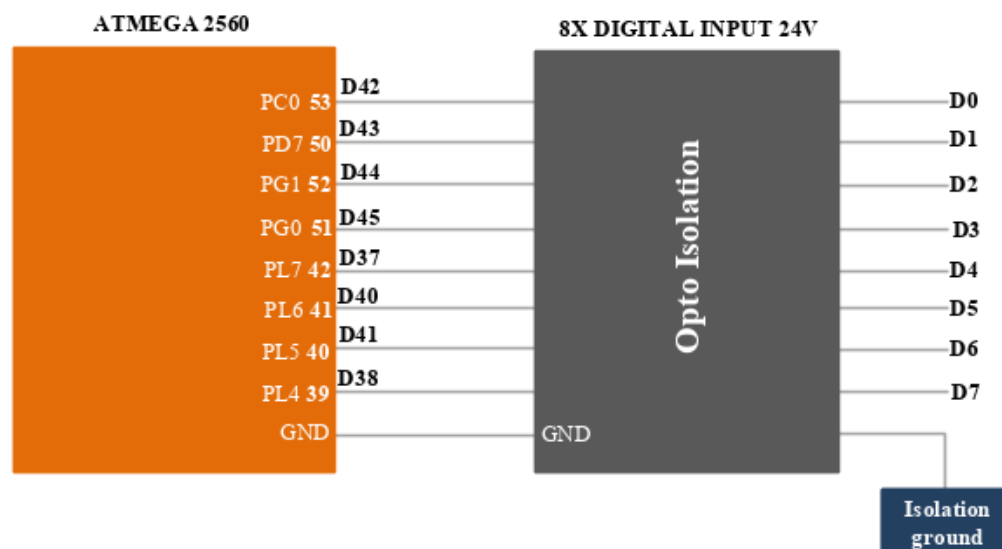 ATMEGA 2560
8X DIGITAL INPUT 24V
PC0 53 D42 D0
PD7 50 D43 D1
PG1 52 D44 D2
PG0 51 D45 D3
PL7 42 D37 D4
PL6 41 D40 D5
PL5 40 D41 D6
PL4 39 D38 D7
GND GND
Opto Isolation
Isolation
ground